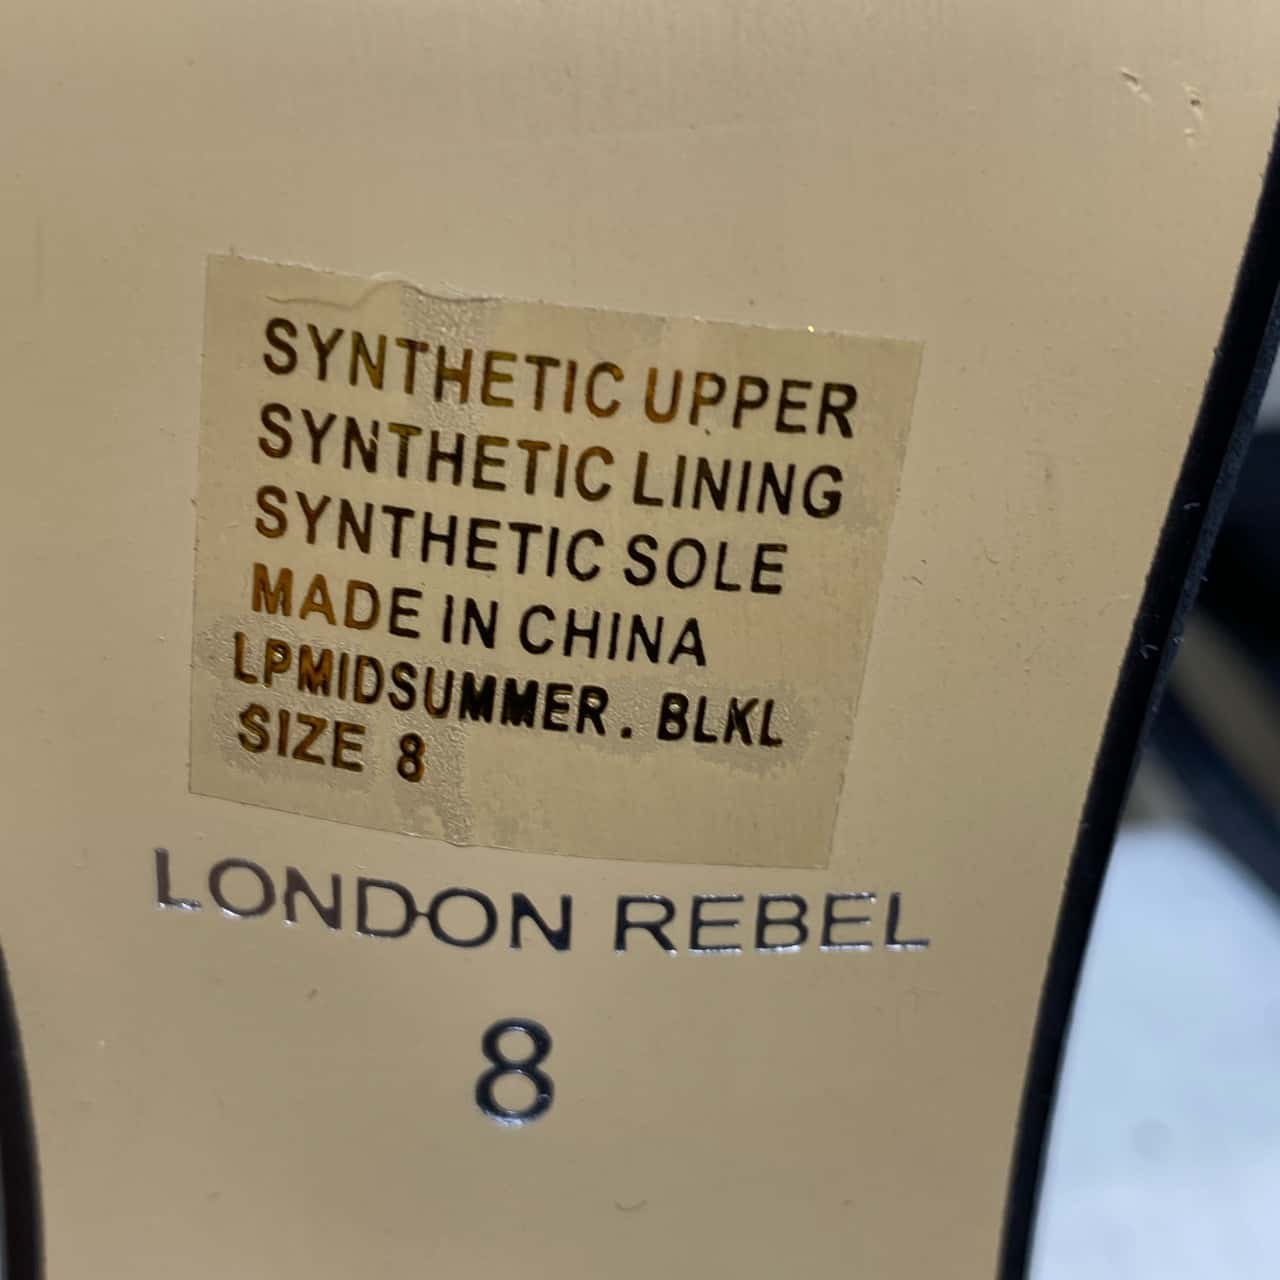 SYNTHETIC UPPER
SYNTHETIC LINING
SYNTHETIC SOLE
MADE IN CHINA
LPMIDSUMMER. BLKL
SIZE 8
LONDON REBEL
8